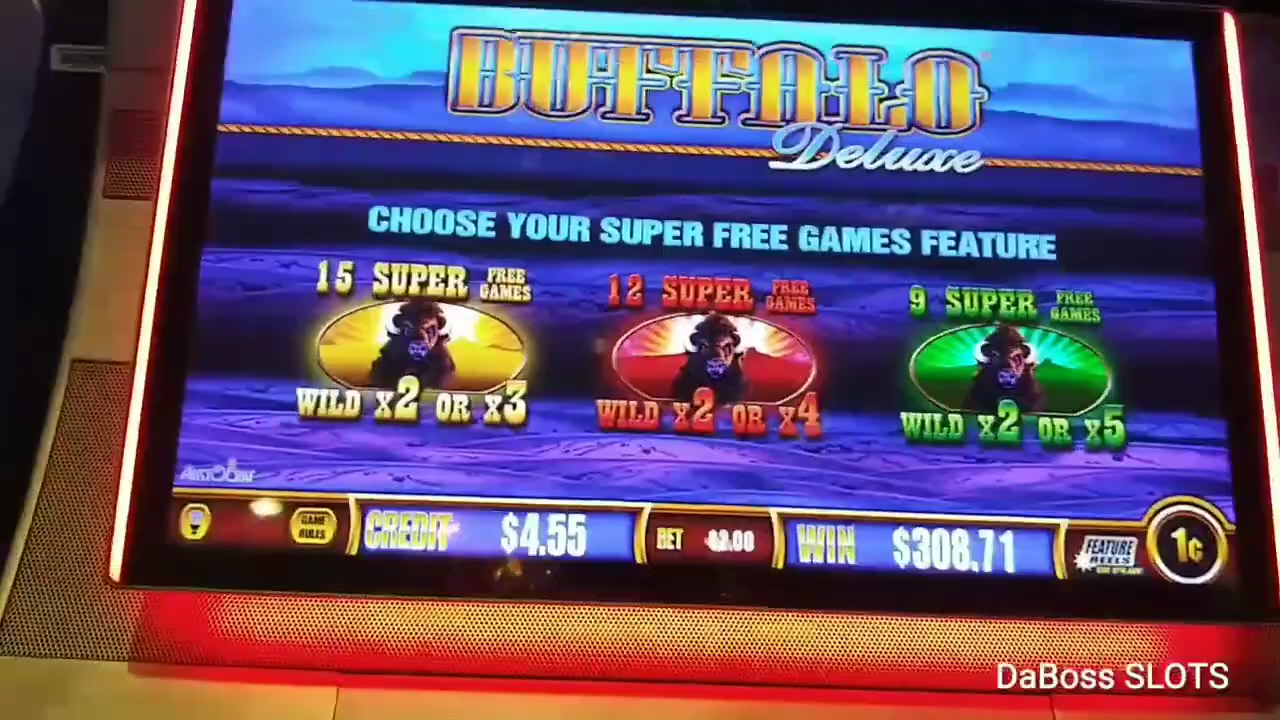 BUFFALO
Deluxe
CHOOSE YOUR SUPER FREE GAMES FEATURE
15 SUPER FREE GAMES
12 SUPER FREE GAMES
9 SUPER FREE GAMES
WILD x2 OR x3
WILD x2 OR x4
WILD x2 OR x5
ARISTOCRAT
GAME RULES
CREDIT $4.55
BET
WIN $308.71
FEATURE REELS
1¢
DaBoss SLOTS